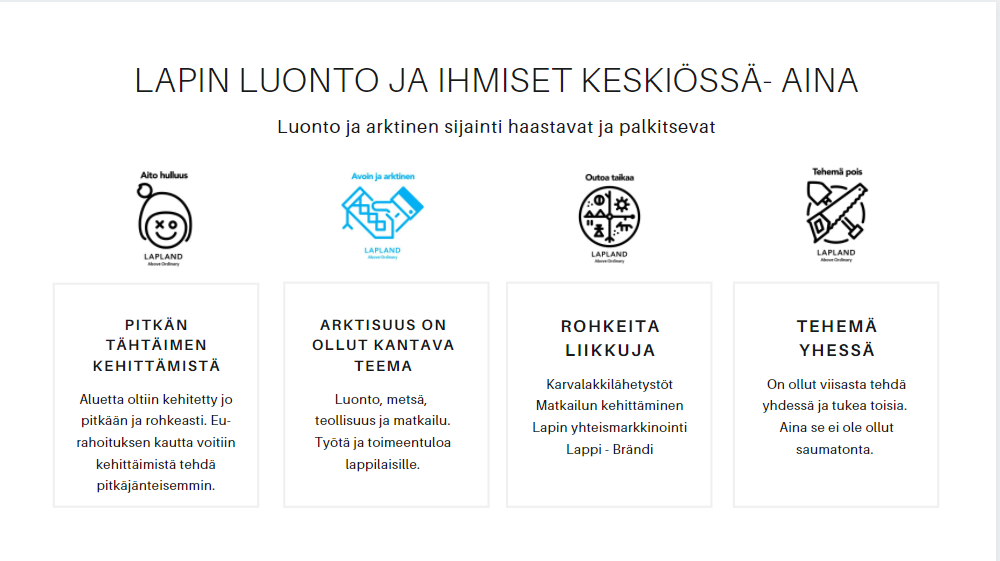 LAPIN LUONTO JA IHMISET KESKIÖSSÄ- AINA
Luonto ja arktinen sijainti haastavat ja palkitsevat
Aito hulluus
LAPLAND
Above Ordinary
Avoin ja arktinen
LAPLAND
Above Ordinary
Outoa taikaa
LAPLAND
Above Ordinary
Tehemä pois
LAPLAND
Above Ordinary
PITKÄN
TÄHTÄIMEN
KEHITTÄMISTÄ
Aluetta oltiin kehitetty jo
pitkään ja rohkeasti. Eu-
rahoituksen kautta voitiin
kehittäimistä tehdä
pitkäjänteisemmin.
ARKTISUUS ON
OLLUT KANTAVA
TEEMA
Luonto, metsä,
teollisuus ja matkailu.
Työtä ja toimeentuloa
lappilaisille.
ROHKEITA
LIIKKUJA
Karvalakkilähetystöt
Matkailun kehittäminen
Lapin yhteismarkkinointi
Lappi - Brändi
TEHEMÄ
YHESSÄ
On ollut viisasta tehdä
yhdessä ja tukea toisia.
Aina se ei ole ollut
saumatonta.